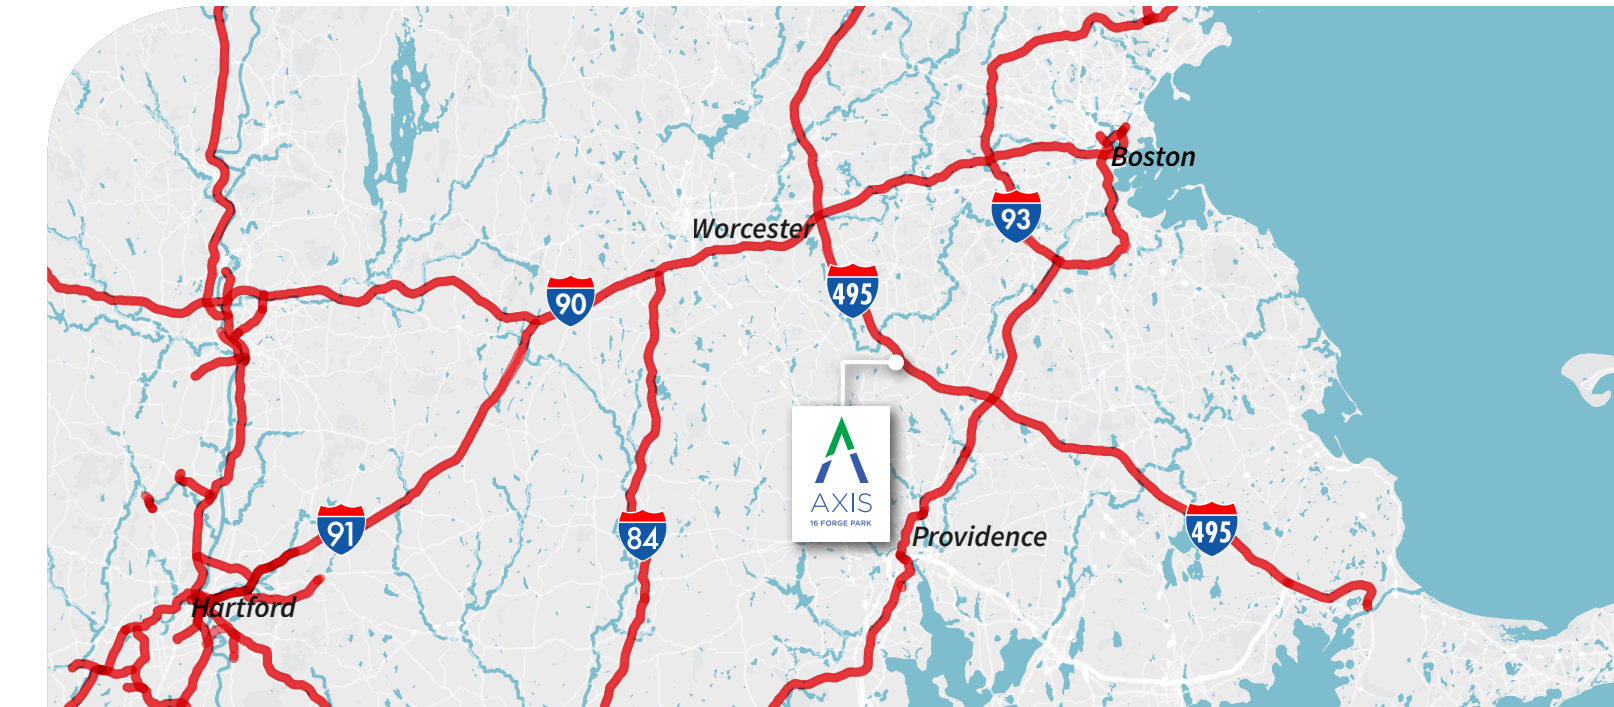 Boston
93
Worcester
90
495
AXIS
16 FORGE PARK
91
84
Providence
495
Hartford